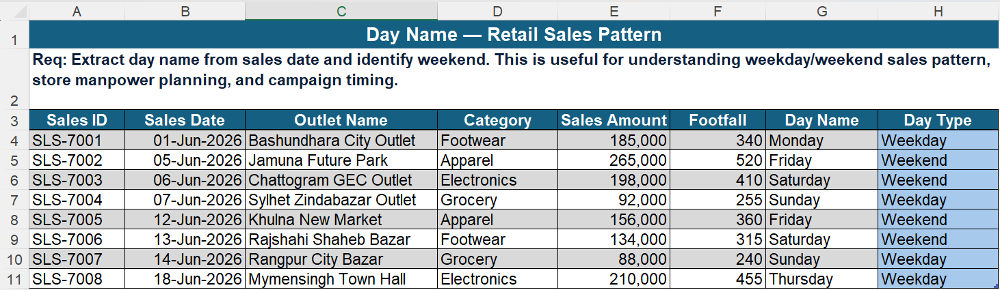 A B C D E F G H
1 Day Name — Retail Sales Pattern
Req: Extract day name from sales date and identify weekend. This is useful for understanding weekday/weekend sales pattern,
2 store manpower planning, and campaign timing.
3 Sales ID Sales Date Outlet Name Category Sales Amount Footfall Day Name Day Type
4 SLS-7001 01-Jun-2026 Bashundhara City Outlet Footwear 185,000 340 Monday Weekday
5 SLS-7002 05-Jun-2026 Jamuna Future Park Apparel 265,000 520 Friday Weekend
6 SLS-7003 06-Jun-2026 Chattogram GEC Outlet Electronics 198,000 410 Saturday Weekend
7 SLS-7004 07-Jun-2026 Sylhet Zindabazar Outlet Grocery 92,000 255 Sunday Weekday
8 SLS-7005 12-Jun-2026 Khulna New Market Apparel 156,000 360 Friday Weekend
9 SLS-7006 13-Jun-2026 Rajshahi Shaheb Bazar Footwear 134,000 315 Saturday Weekend
10 SLS-7007 14-Jun-2026 Rangpur City Bazar Grocery 88,000 240 Sunday Weekday
11 SLS-7008 18-Jun-2026 Mymensingh Town Hall Electronics 210,000 455 Thursday Weekday